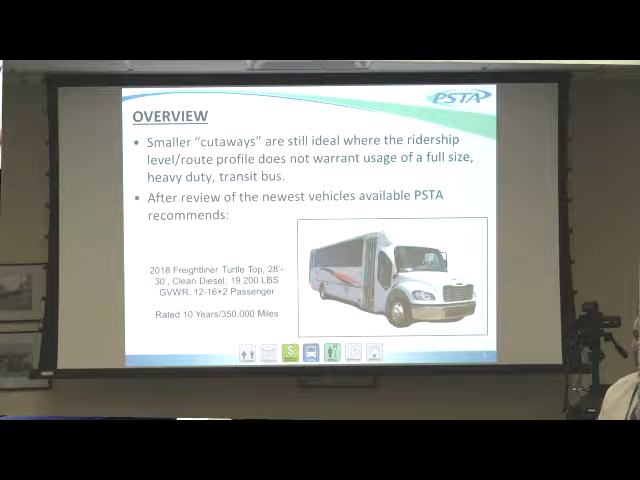 PSTA
OVERVIEW
• Smaller “cutaways” are still ideal where the ridership
level/route profile does not warrant usage of a full size,
heavy duty, transit bus.
• After review of the newest vehicles available PSTA
recommends:
2018 Freightliner Turtle Top, 28'-
30', Clean Diesel, 19,200 LBS
GVWR, 12-16+2 Passenger
Rated 10 Years/350,000 Miles